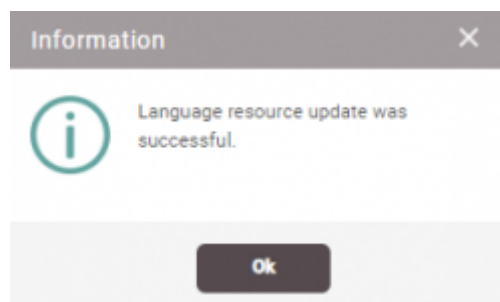 Information
Language resource update was
successful.
Ok